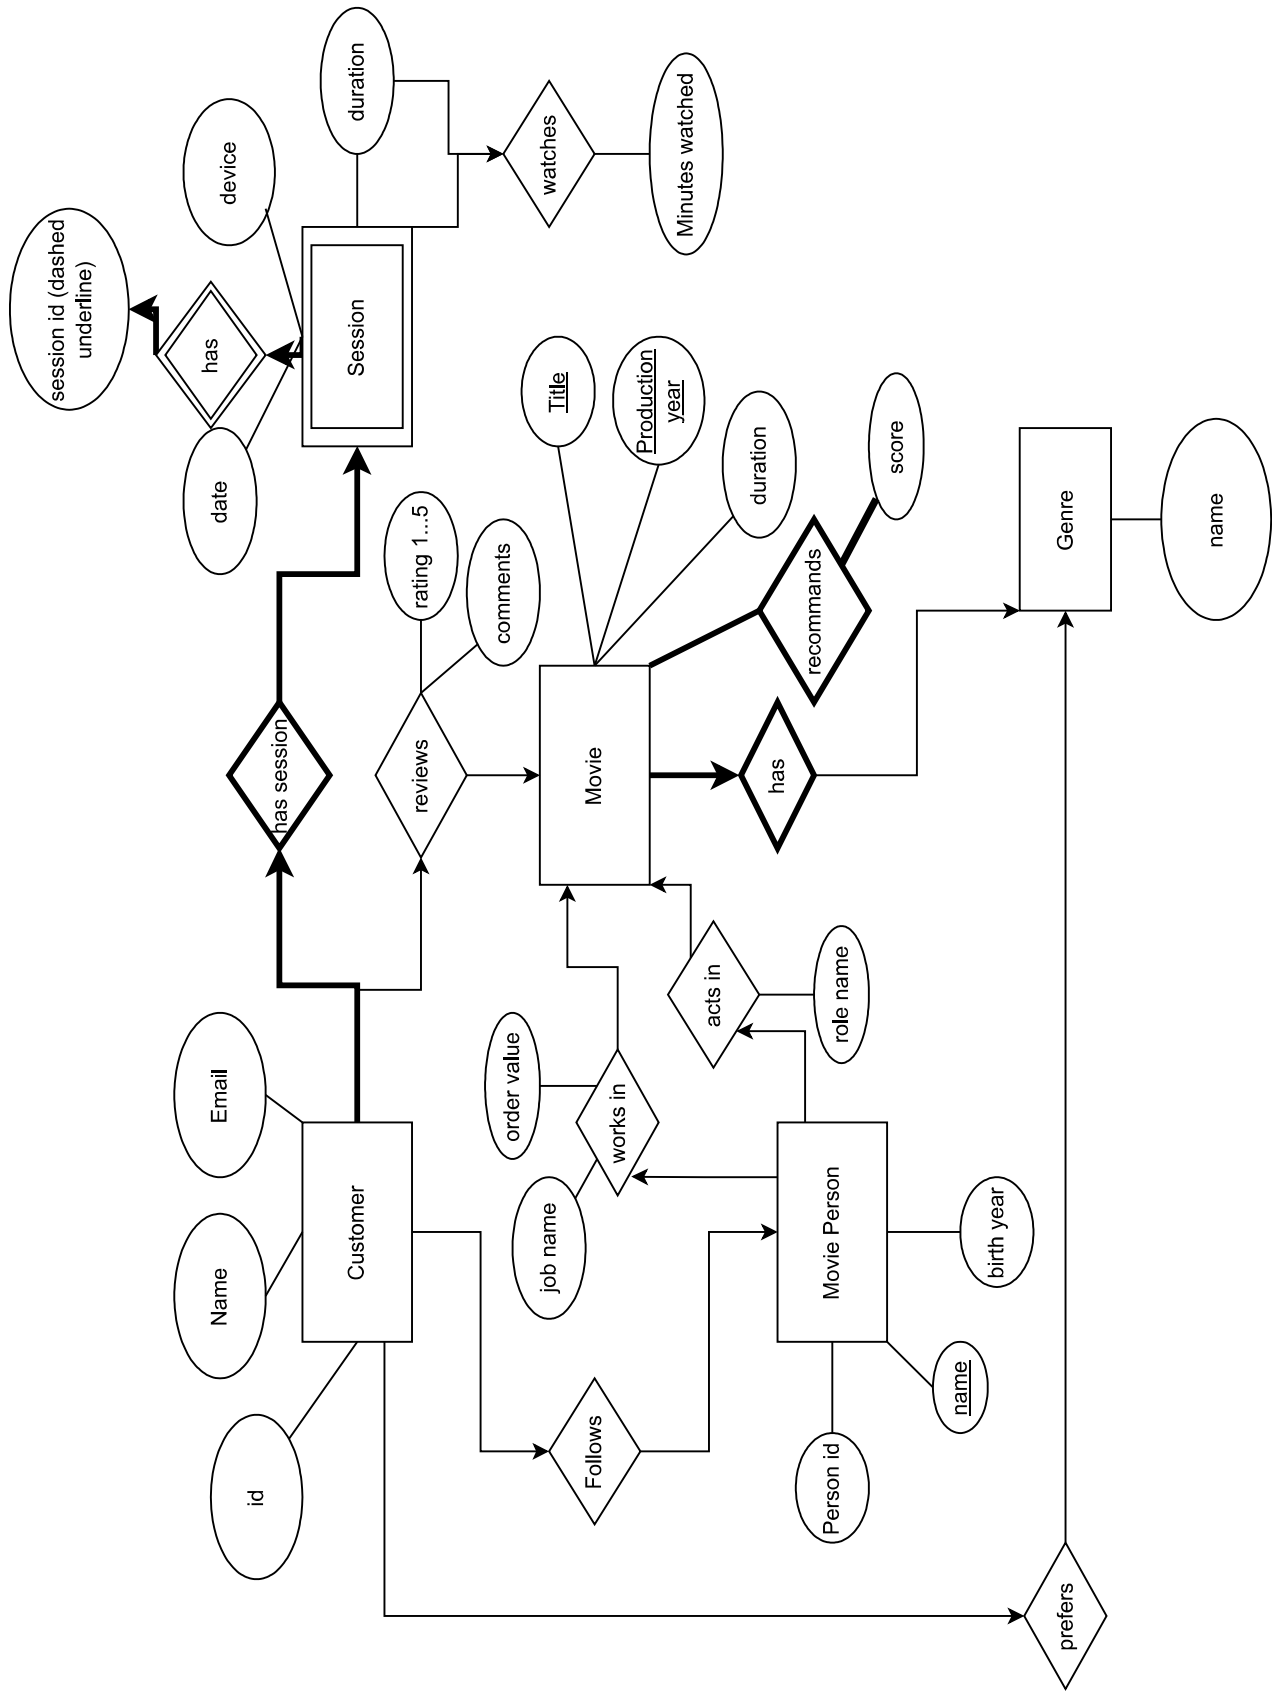 id
Name
Email
Customer
has session
date
has
session id (dashed
underline)
device
Session
duration
watches
Minutes watched
reviews
rating 1...5
comments
Follows
job name
order value
works in
Movie
Title
Production
year
duration
recommands
score
has
acts in
role name
Person id
name
Movie Person
birth year
Genre
name
prefers